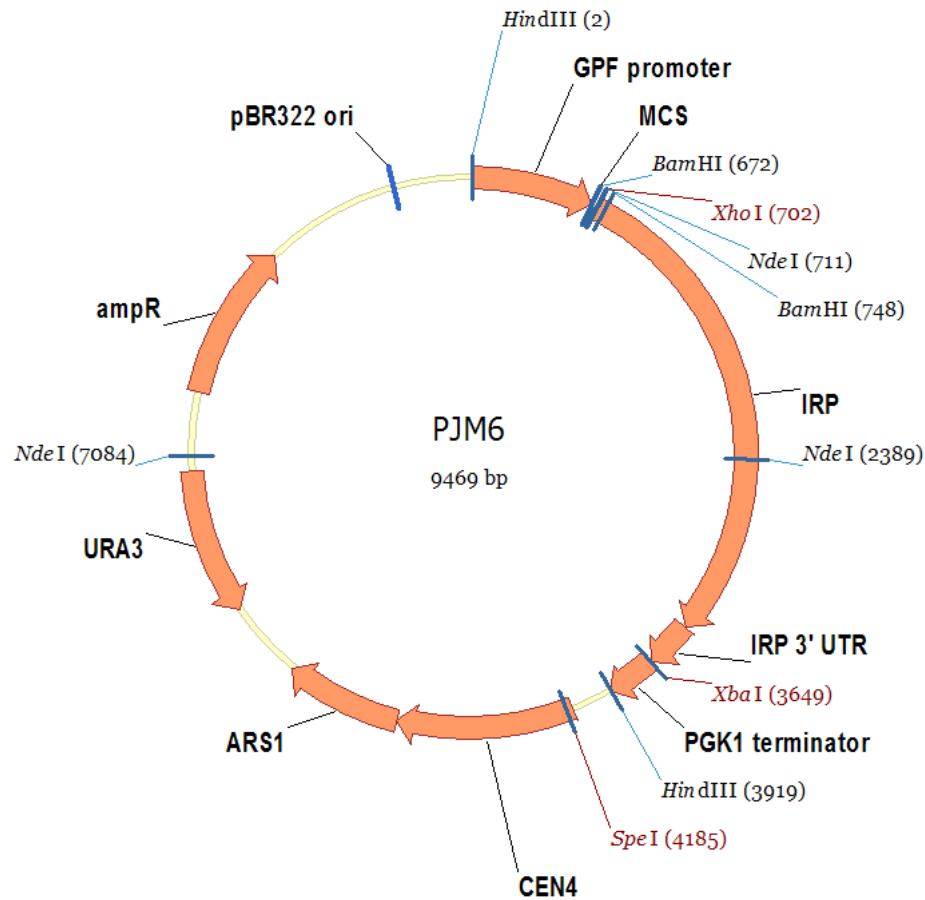 HindIII (2)
GPF promoter
MCS
pBR322 ori
BamHI (672)
XhoI (702)
NdeI (711)
BamHI (748)
ampR
IRP
PJM6
9469 bp
NdeI (7084)
NdeI (2389)
URA3
IRP 3' UTR
XbaI (3649)
ARS1
PGK1 terminator
HindIII (3919)
SpeI (4185)
CEN4